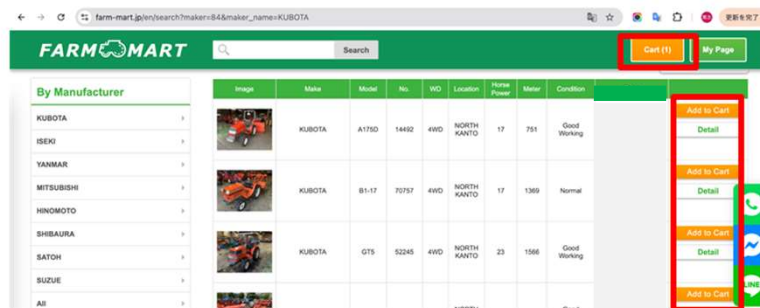 farm-mart.jp/en/search?maker=84&maker_name=KUBOTA
更新を完了
FARM MART
Search
Cart (1)
My Page
By Manufacturer
Image Make Model No. WD Location Horse Power Meter Condition
KUBOTA
ISEKI
YANMAR
MITSUBISHI
HINOMOTO
SHIBAURA
SATOH
SUZUE
All
KUBOTA A175D 14492 4WD NORTH KANTO 17 751 Good Working
Add to Cart
Detail
KUBOTA B1-17 70757 4WD NORTH KANTO 17 1369 Normal
Add to Cart
Detail
KUBOTA GT5 52245 4WD NORTH KANTO 23 1566 Good Working
Add to Cart
Detail
Add to Cart
LINE